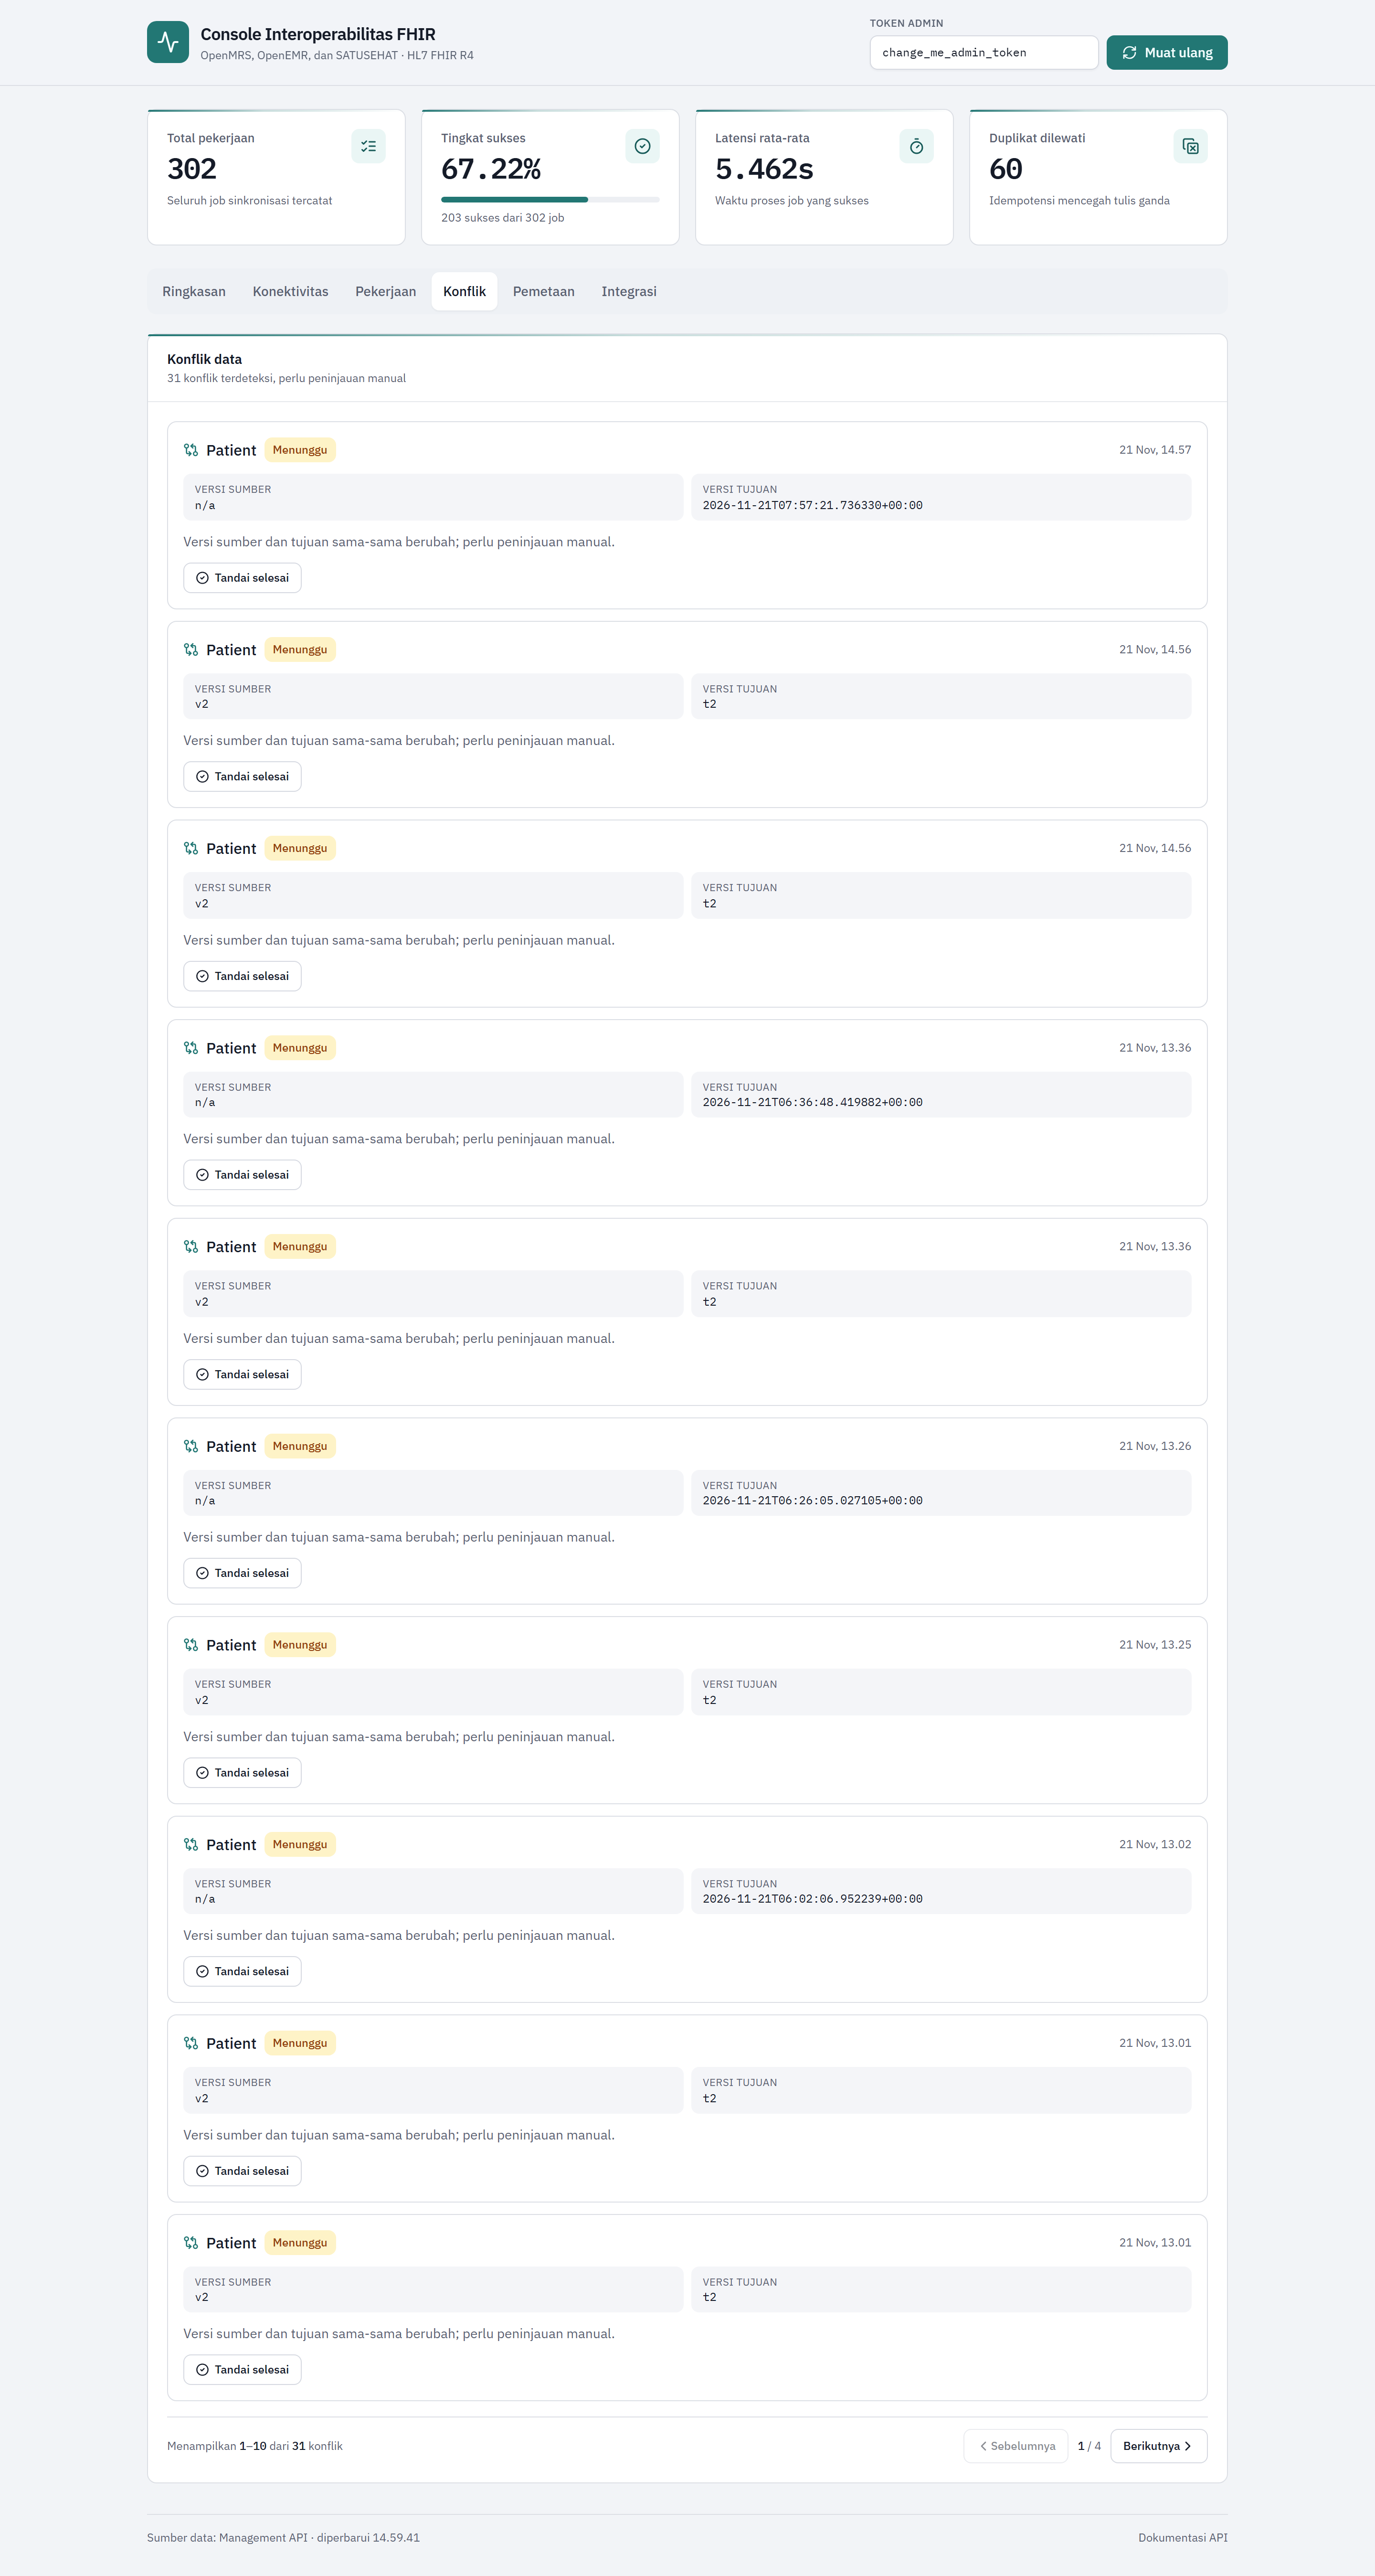 Console Interoperabilitas FHIR
OpenMRS, OpenEMR, dan SATUSEHAT · HL7 FHIR R4
TOKEN ADMIN
change_me_admin_token
Muat ulang
Total pekerjaan
302
Seluruh job sinkronisasi tercatat
Tingkat sukses
67.22%
203 sukses dari 302 job
Latensi rata-rata
5.462s
Waktu proses job yang sukses
Duplikat dilewati
60
Idempotensi mencegah tulis ganda
Ringkasan Konektivitas Pekerjaan Konflik Pemetaan Integrasi
Konflik data
31 konflik terdeteksi, perlu peninjauan manual
Patient Menunggu 21 Nov, 14.57
VERSI SUMBER VERSI TUJUAN
n/a 2026-11-21T07:57:21.736330+00:00
Versi sumber dan tujuan sama-sama berubah; perlu peninjauan manual.
Tandai selesai
Patient Menunggu 21 Nov, 14.56
VERSI SUMBER VERSI TUJUAN
v2 t2
Versi sumber dan tujuan sama-sama berubah; perlu peninjauan manual.
Tandai selesai
Patient Menunggu 21 Nov, 14.56
VERSI SUMBER VERSI TUJUAN
v2 t2
Versi sumber dan tujuan sama-sama berubah; perlu peninjauan manual.
Tandai selesai
Patient Menunggu 21 Nov, 13.36
VERSI SUMBER VERSI TUJUAN
n/a 2026-11-21T06:36:48.419882+00:00
Versi sumber dan tujuan sama-sama berubah; perlu peninjauan manual.
Tandai selesai
Patient Menunggu 21 Nov, 13.36
VERSI SUMBER VERSI TUJUAN
v2 t2
Versi sumber dan tujuan sama-sama berubah; perlu peninjauan manual.
Tandai selesai
Patient Menunggu 21 Nov, 13.26
VERSI SUMBER VERSI TUJUAN
n/a 2026-11-21T06:26:05.027105+00:00
Versi sumber dan tujuan sama-sama berubah; perlu peninjauan manual.
Tandai selesai
Patient Menunggu 21 Nov, 13.25
VERSI SUMBER VERSI TUJUAN
v2 t2
Versi sumber dan tujuan sama-sama berubah; perlu peninjauan manual.
Tandai selesai
Patient Menunggu 21 Nov, 13.02
VERSI SUMBER VERSI TUJUAN
n/a 2026-11-21T06:02:06.952239+00:00
Versi sumber dan tujuan sama-sama berubah; perlu peninjauan manual.
Tandai selesai
Patient Menunggu 21 Nov, 13.01
VERSI SUMBER VERSI TUJUAN
v2 t2
Versi sumber dan tujuan sama-sama berubah; perlu peninjauan manual.
Tandai selesai
Patient Menunggu 21 Nov, 13.01
VERSI SUMBER VERSI TUJUAN
v2 t2
Versi sumber dan tujuan sama-sama berubah; perlu peninjauan manual.
Tandai selesai
Menampilkan 1–10 dari 31 konflik Sebelumnya 1 / 4 Berikutnya
Sumber data: Management API · diperbarui 14.59.41 Dokumentasi API